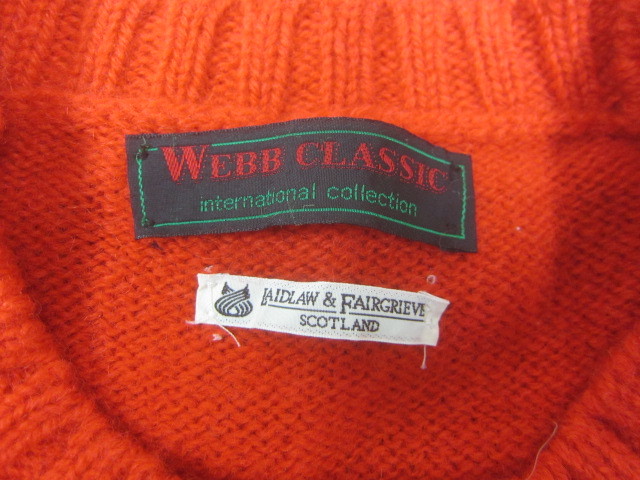 WEBB CLASSIC
international collection
LAIDLAW & FAIRGRIEVE
SCOTLAND